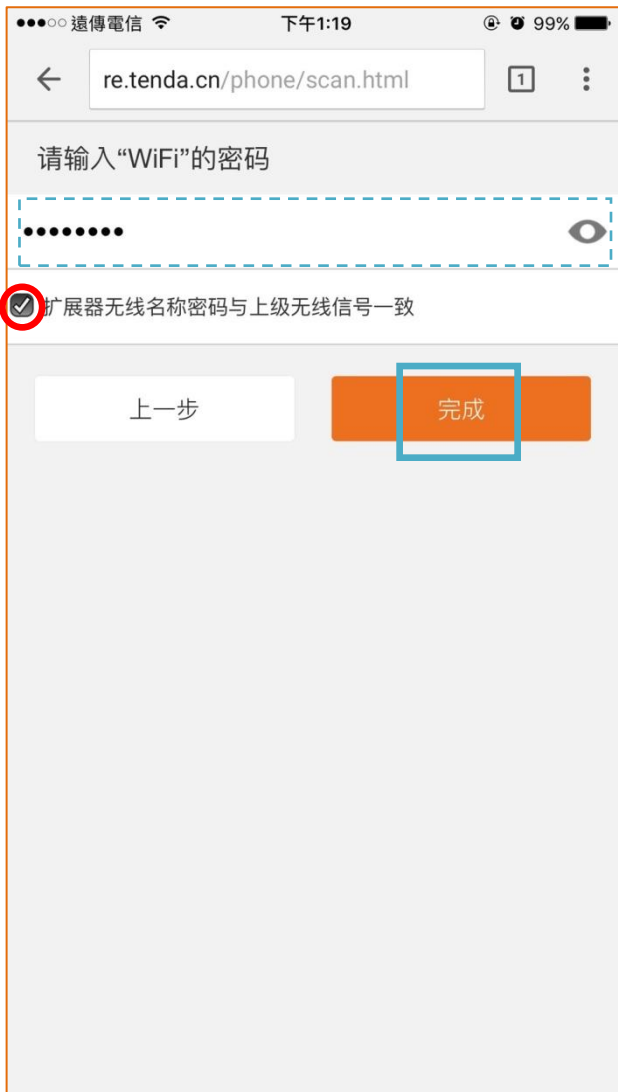 遠傳電信 下午1:19 99%
re.tenda.cn/phone/scan.html 1
请输入“WiFi”的密码
••••••••
扩展器无线名称密码与上级无线信号一致
上一步 完成